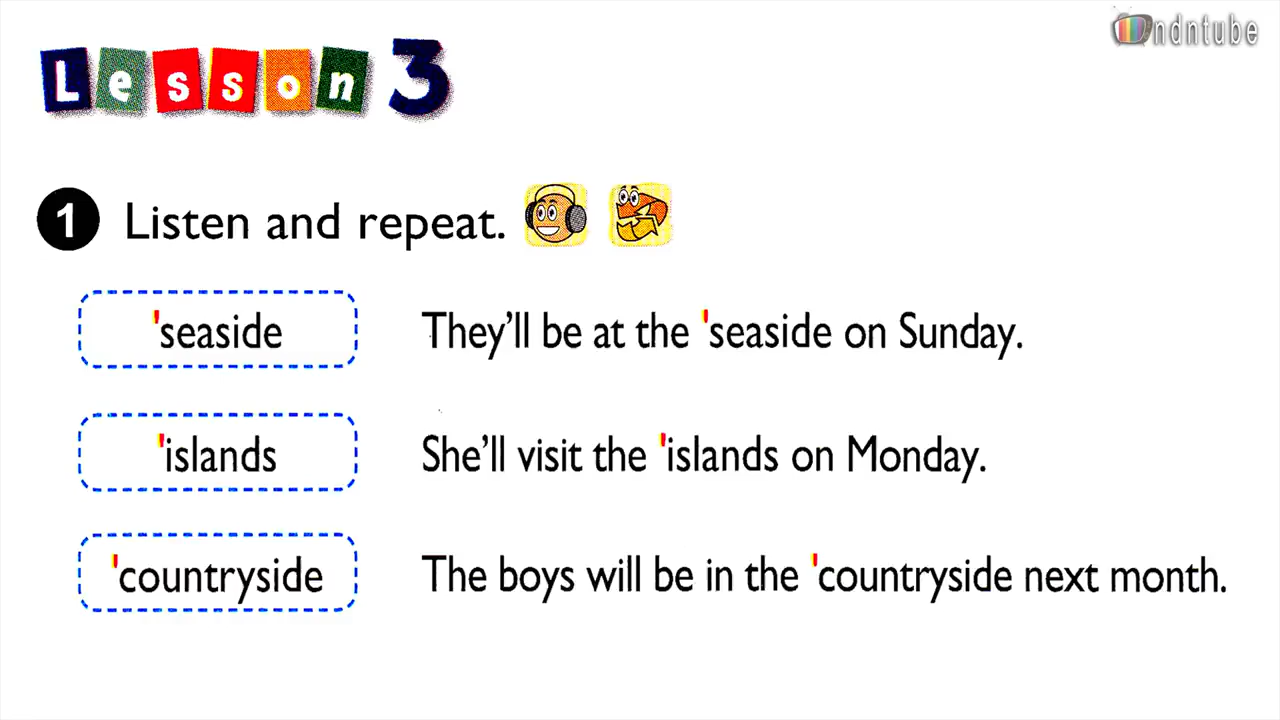 ndntube
Lesson 3
1 Listen and repeat.
'seaside They'll be at the 'seaside on Sunday.
'islands She'll visit the 'islands on Monday.
'countryside The boys will be in the 'countryside next month.